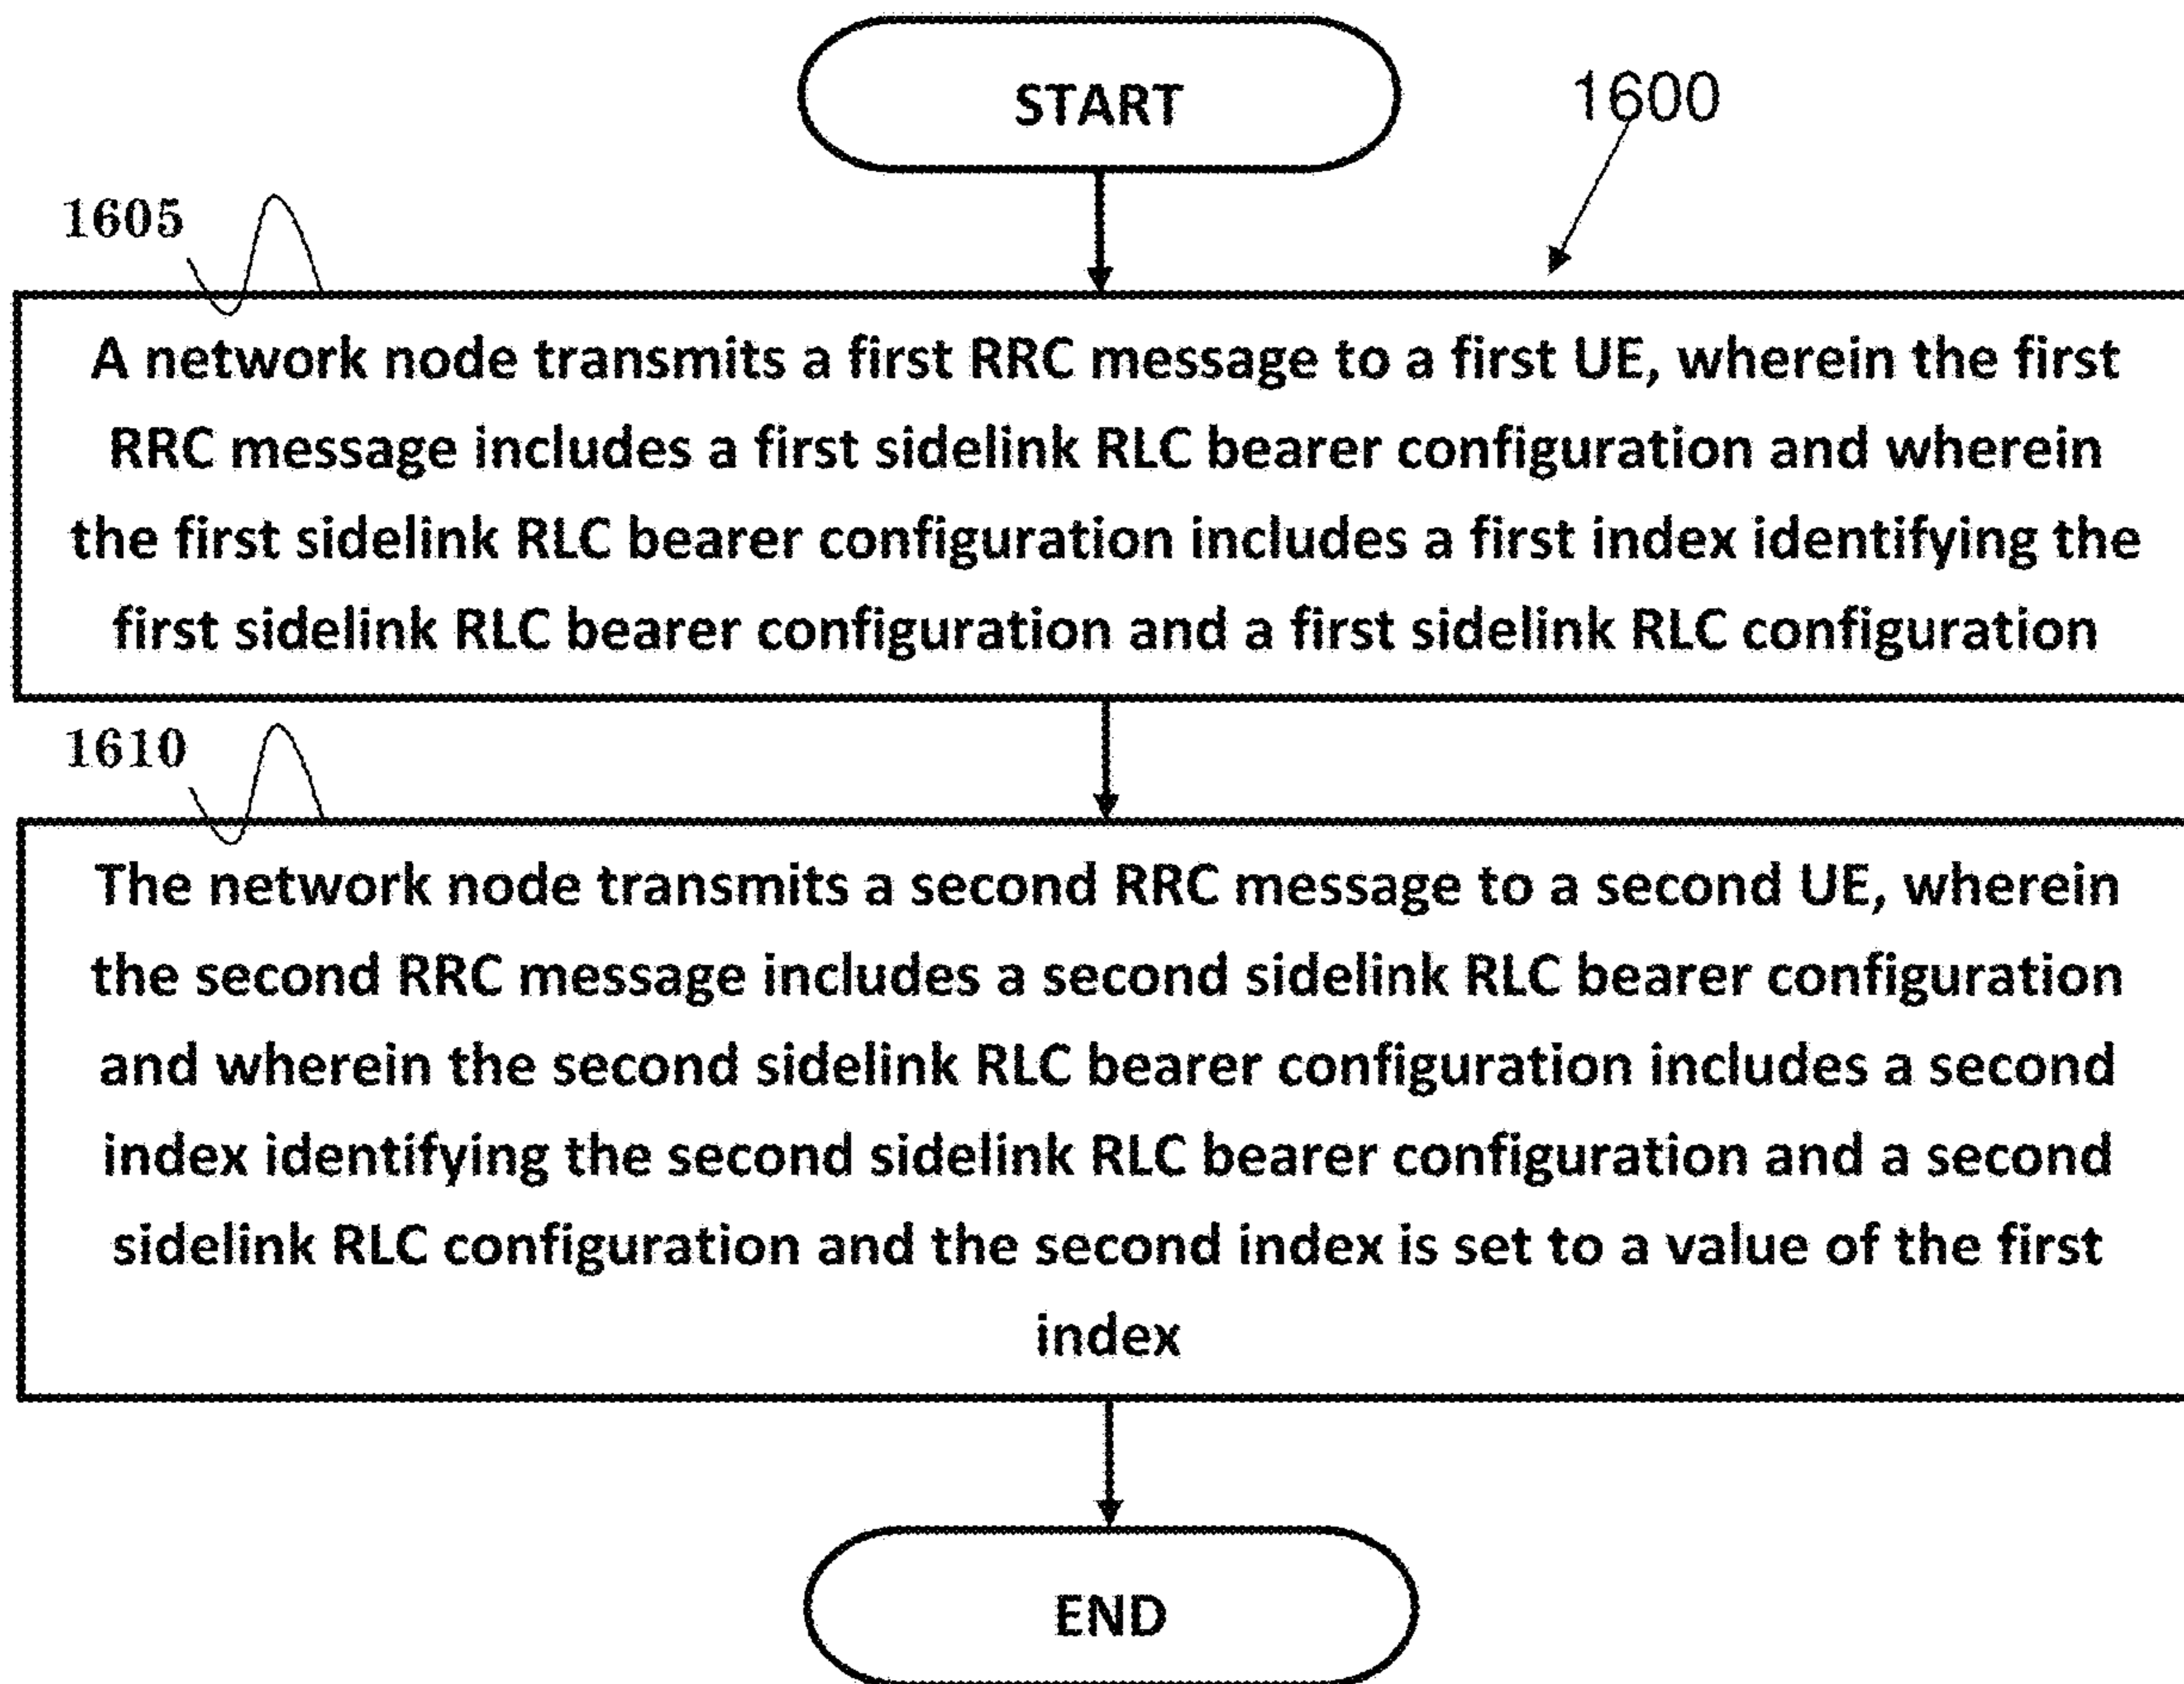 START
1600
1605
A network node transmits a first RRC message to a first UE, wherein the first
RRC message includes a first sidelink RLC bearer configuration and wherein
the first sidelink RLC bearer configuration includes a first index identifying the
first sidelink RLC bearer configuration and a first sidelink RLC configuration
1610
The network node transmits a second RRC message to a second UE, wherein
the second RRC message includes a second sidelink RLC bearer configuration
and wherein the second sidelink RLC bearer configuration includes a second
index identifying the second sidelink RLC bearer configuration and a second
sidelink RLC configuration and the second index is set to a value of the first
index
END